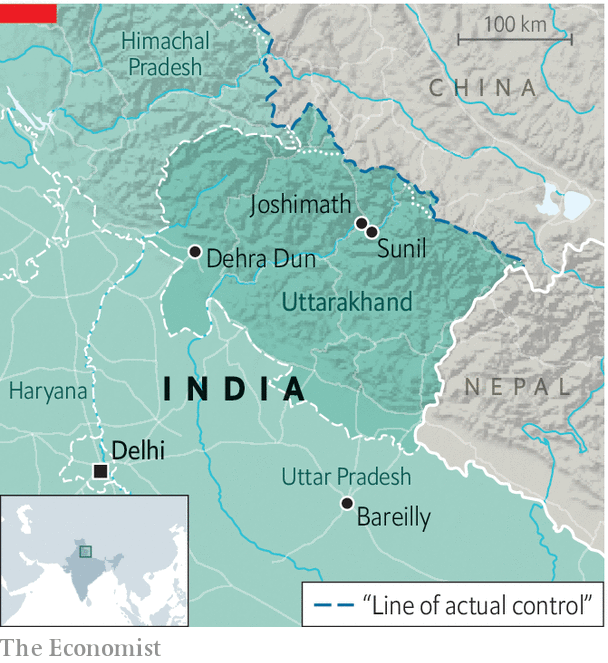 100 km
Himachal
Pradesh
CHINA
Joshimath
Sunil
Dehra Dun
Uttarakhand
INDIA
NEPAL
Haryana
Delhi
Uttar Pradesh
Bareilly
“Line of actual control”
The Economist